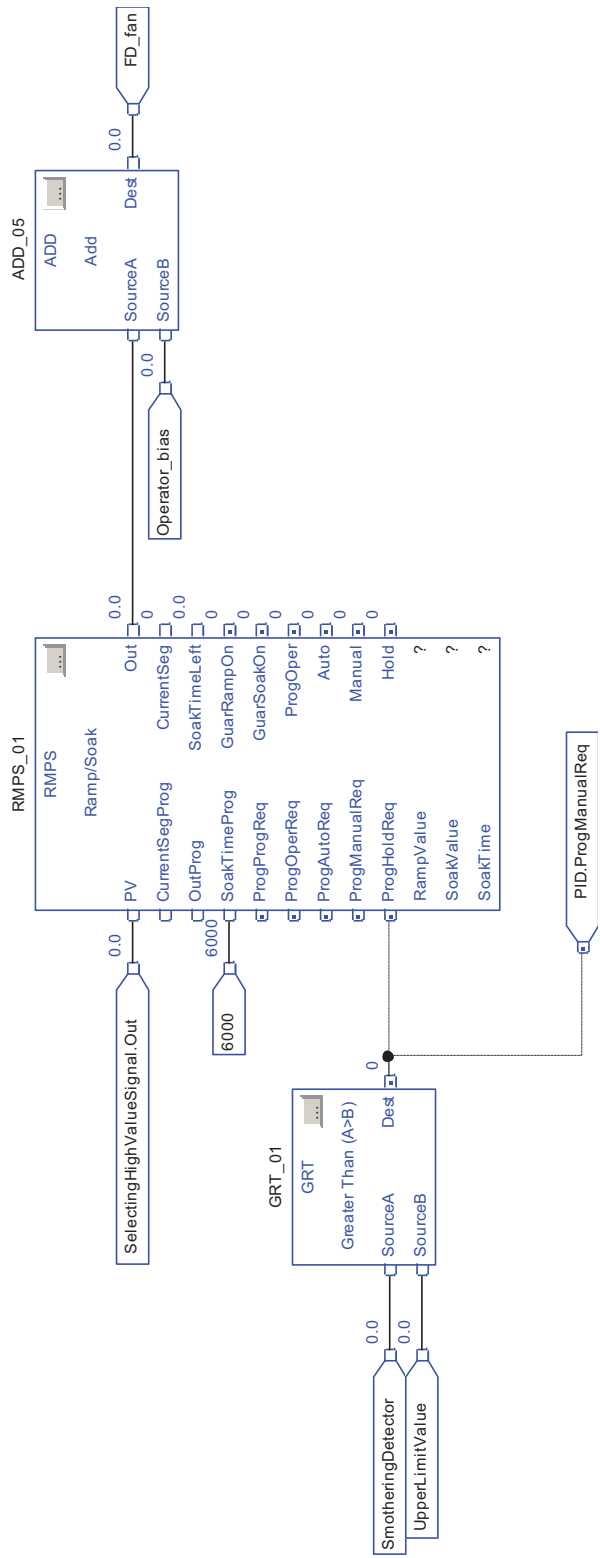 SelectingHighValueSignal.Out
0.0
6000
6000
SmotheringDetector
0.0
UpperLimitValue
0.0
GRT_01
GRT
...
Greater Than (A>B)
SourceA
Dest
0
SourceB
PID.ProgManualReq
RMPS_01
RMPS
...
Ramp/Soak
PV
Out
0.0
CurrentSegProg
CurrentSeg
0
OutProg
SoakTimeLeft
0.0
SoakTimeProg
GuarRampOn
0
ProgProgReq
GuarSoakOn
0
ProgOperReq
ProgOper
0
ProgAutoReq
Auto
0
ProgManualReq
Manual
0
ProgHoldReq
Hold
0
RampValue
?
SoakValue
?
SoakTime
?
Operator_bias
0.0
ADD_05
ADD
...
Add
SourceA
Dest
0.0
SourceB
FD_fan